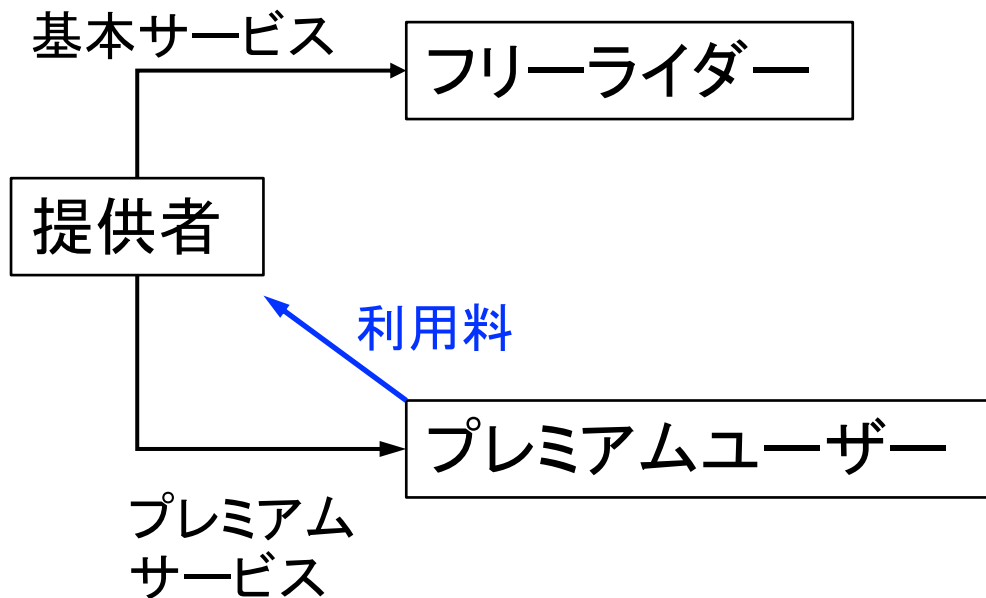 基本サービス
フリーライダー
提供者
利用料
プレミアムユーザー
プレミアム
サービス